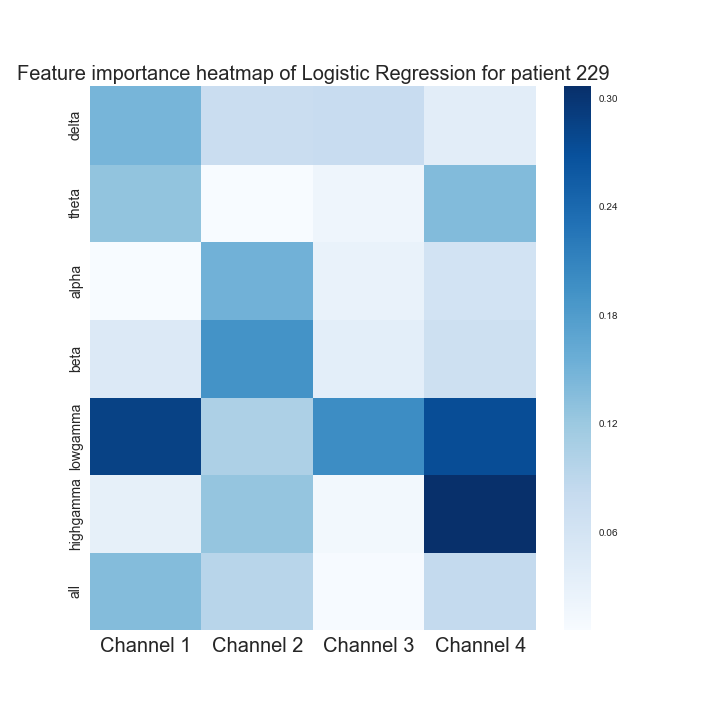 Feature importance heatmap of Logistic Regression for patient 229
delta
theta
alpha
beta
lowgamma
highgamma
all
Channel 1 Channel 2 Channel 3 Channel 4
0.30
0.24
0.18
0.12
0.06